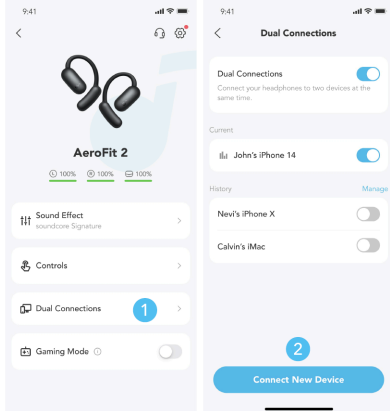 9:41
AeroFit 2
L 100% R 100% 100%
Sound Effect
soundcore Signature
Controls
Dual Connections
1
Gaming Mode
9:41
Dual Connections
Dual Connections
Connect your headphones to two devices at the
same time.
Current
John's iPhone 14
History
Manage
Nevi's iPhone X
Calvin's iMac
2
Connect New Device